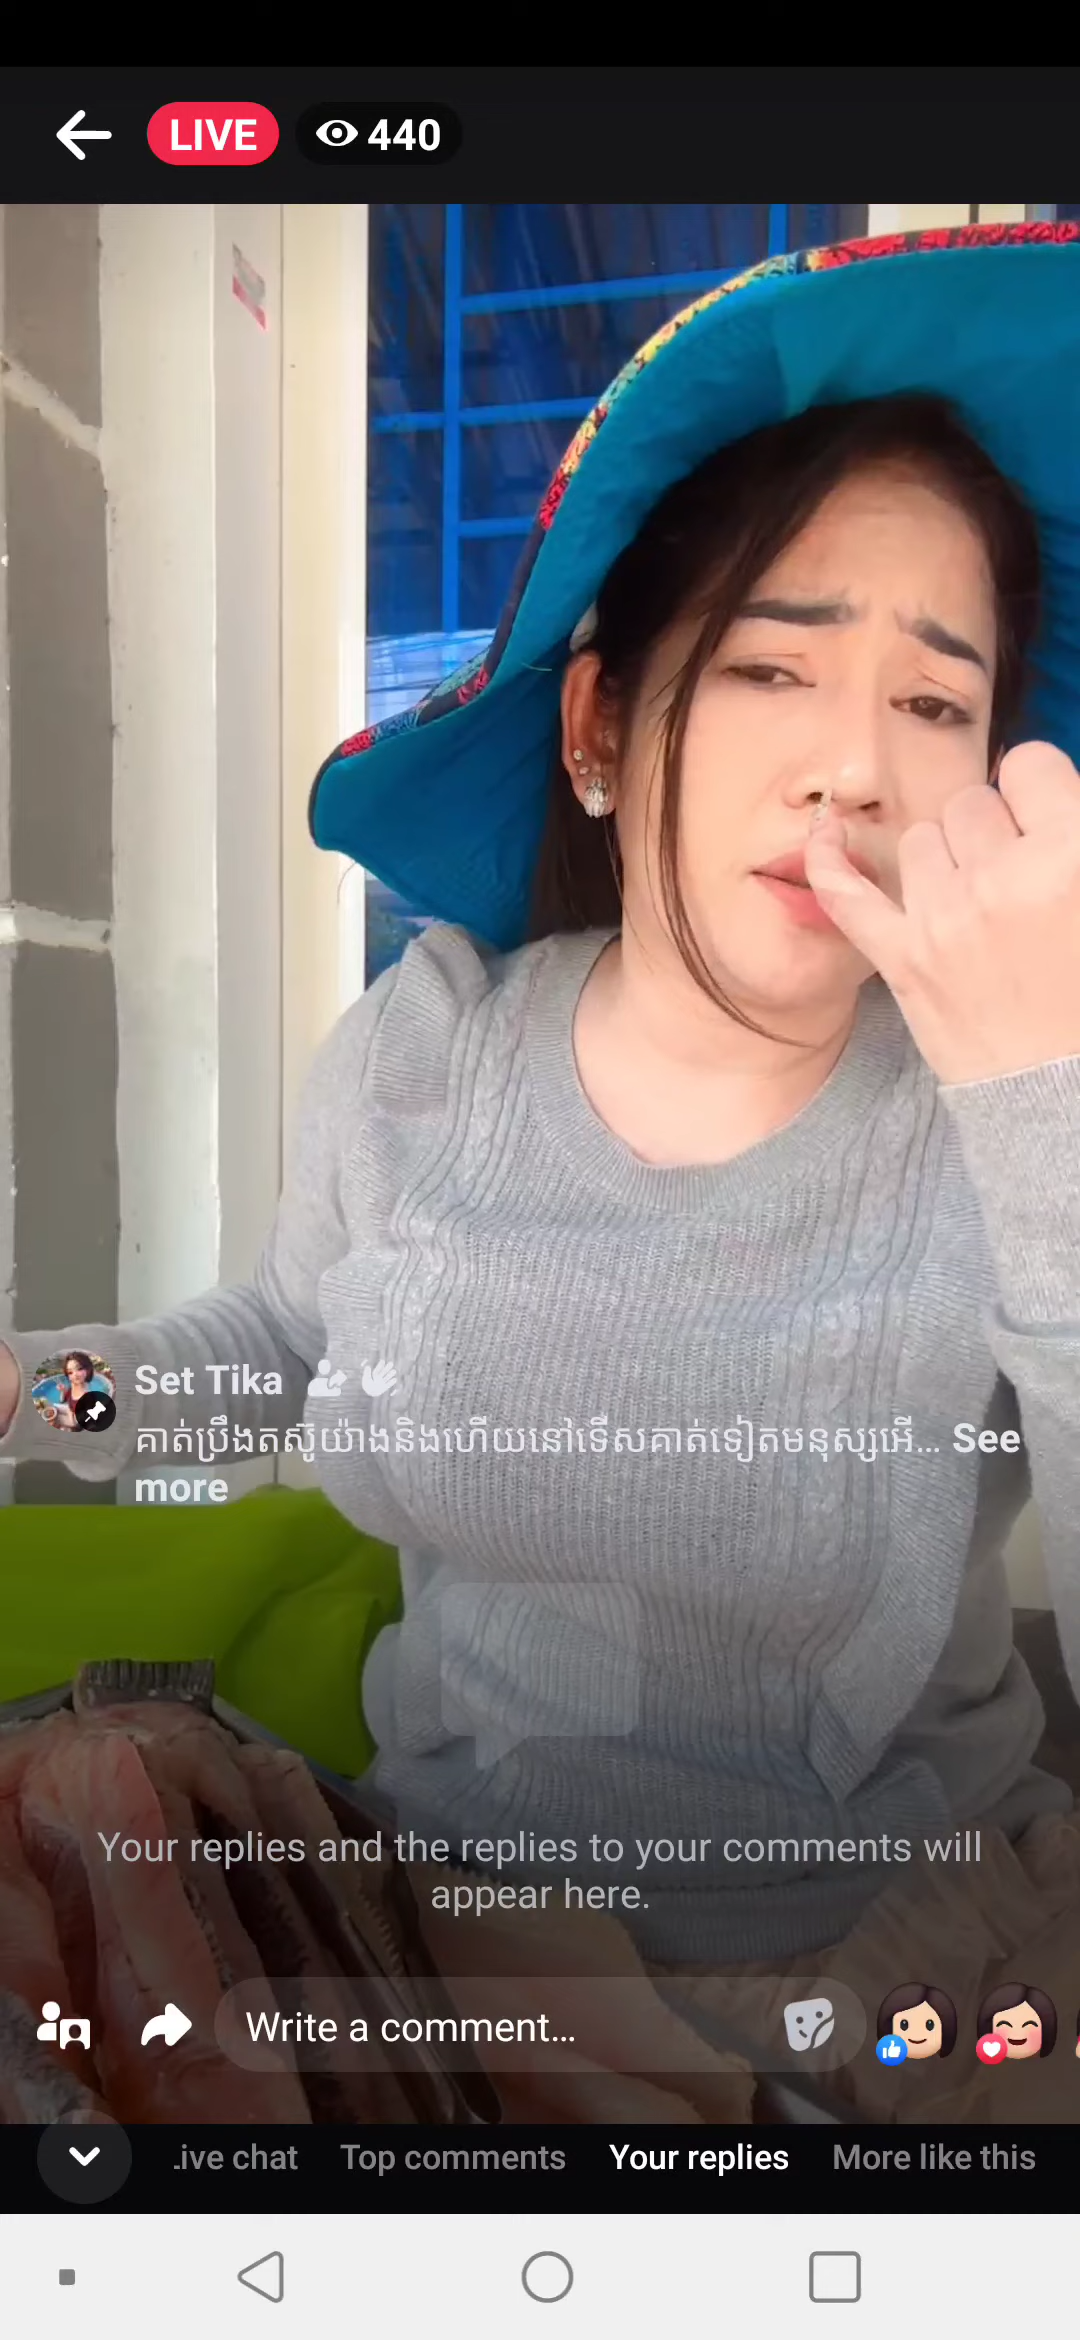 LIVE 440
Set Tika
គាត់ប្រឹងតស៊ូយ៉ាងនិងហើយនៅទើសគាត់ទៀតមនុស្សអើ... See
more
Your replies and the replies to your comments will
appear here.
Write a comment...
ive chat Top comments Your replies More like this